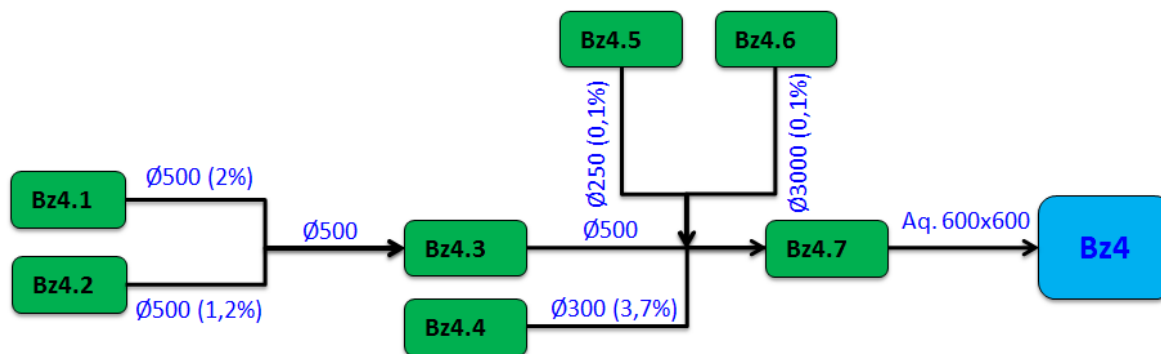 Bz4.5
Bz4.6
Ø250 (0,1%)
Ø3000 (0,1%)
Bz4.1
Ø500 (2%)
Ø500
Bz4.3
Ø500
Bz4.7
Aq. 600x600
Bz4
Bz4.2
Ø500 (1,2%)
Bz4.4
Ø300 (3,7%)